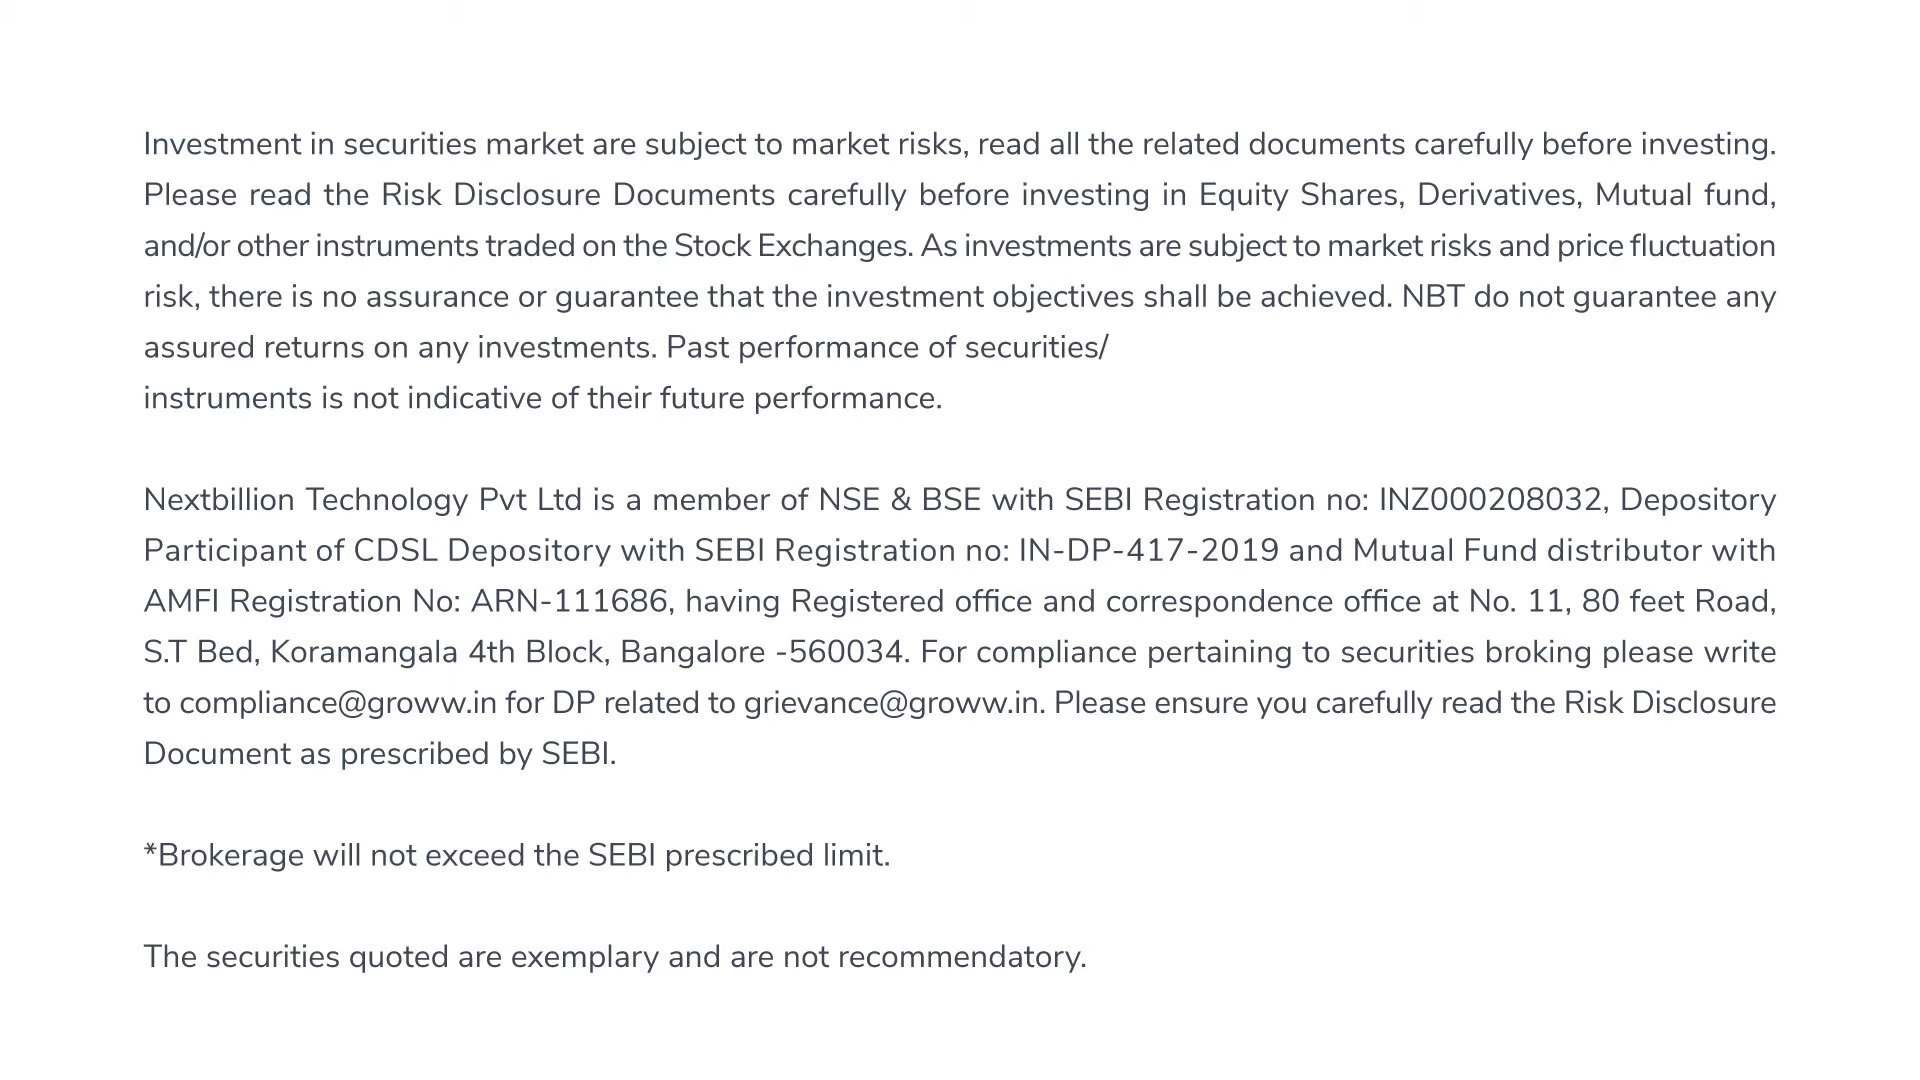 Investment in securities market are subject to market risks, read all the related documents carefully before investing.
Please read the Risk Disclosure Documents carefully before investing in Equity Shares, Derivatives, Mutual fund,
and/or other instruments traded on the Stock Exchanges. As investments are subject to market risks and price fluctuation
risk, there is no assurance or guarantee that the investment objectives shall be achieved. NBT do not guarantee any
assured returns on any investments. Past performance of securities/
instruments is not indicative of their future performance.
Nextbillion Technology Pvt Ltd is a member of NSE & BSE with SEBI Registration no: INZ000208032, Depository
Participant of CDSL Depository with SEBI Registration no: IN-DP-417-2019 and Mutual Fund distributor with
AMFI Registration No: ARN-111686, having Registered office and correspondence office at No. 11, 80 feet Road,
S.T Bed, Koramangala 4th Block, Bangalore -560034. For compliance pertaining to securities broking please write
to compliance@groww.in for DP related to grievance@groww.in. Please ensure you carefully read the Risk Disclosure
Document as prescribed by SEBI.
*Brokerage will not exceed the SEBI prescribed limit.
The securities quoted are exemplary and are not recommendatory.